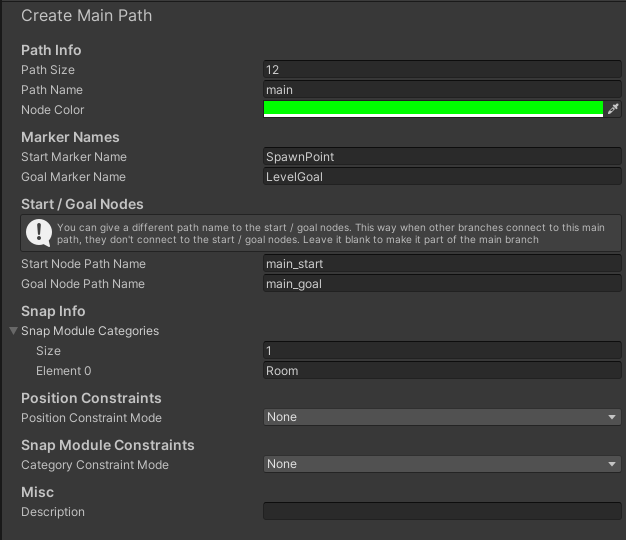 Create Main Path
Path Info
Path Size 12
Path Name main
Node Color
Marker Names
Start Marker Name SpawnPoint
Goal Marker Name LevelGoal
Start / Goal Nodes
You can give a different path name to the start / goal nodes. This way when other branches connect to this main
path, they don't connect to the start / goal nodes. Leave it blank to make it part of the main branch
Start Node Path Name main_start
Goal Node Path Name main_goal
Snap Info
Snap Module Categories
Size 1
Element 0 Room
Position Constraints
Position Constraint Mode None
Snap Module Constraints
Category Constraint Mode None
Misc
Description